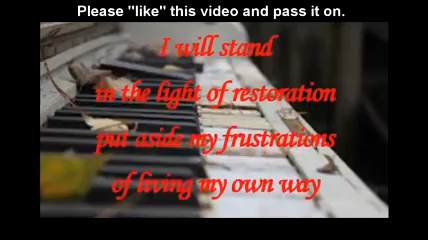 Please "like" this video and pass it on.
I will stand
in the light of restoration
put aside my frustrations
of living my own way